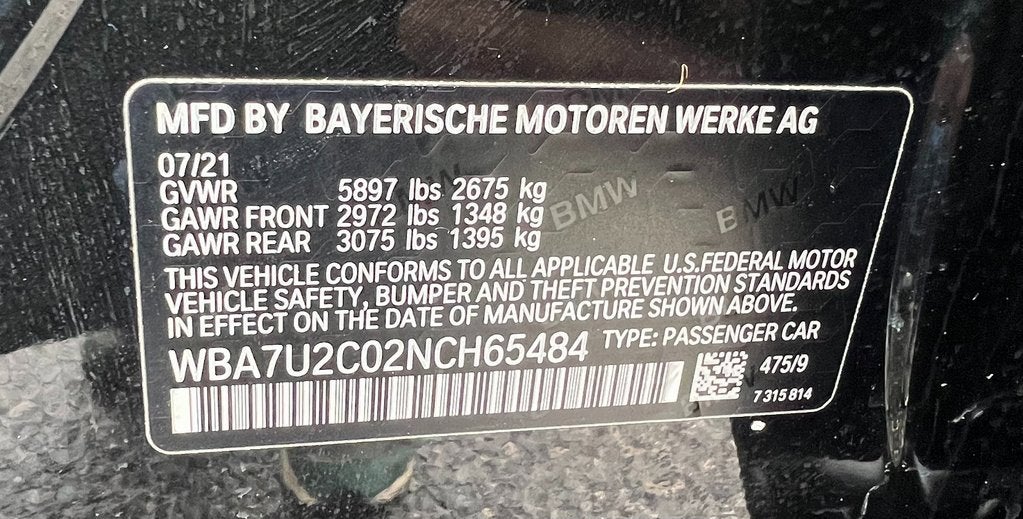 MFD BY BAYERISCHE MOTOREN WERKE AG
07/21
GVWR 5897 lbs 2675 kg
GAWR FRONT 2972 lbs 1348 kg
GAWR REAR 3075 lbs 1395 kg
BMW BMW
THIS VEHICLE CONFORMS TO ALL APPLICABLE U.S.FEDERAL MOTOR
VEHICLE SAFETY, BUMPER AND THEFT PREVENTION STANDARDS
IN EFFECT ON THE DATE OF MANUFACTURE SHOWN ABOVE.
WBA7U2C02NCH65484 TYPE: PASSENGER CAR
475/9
7 315 814